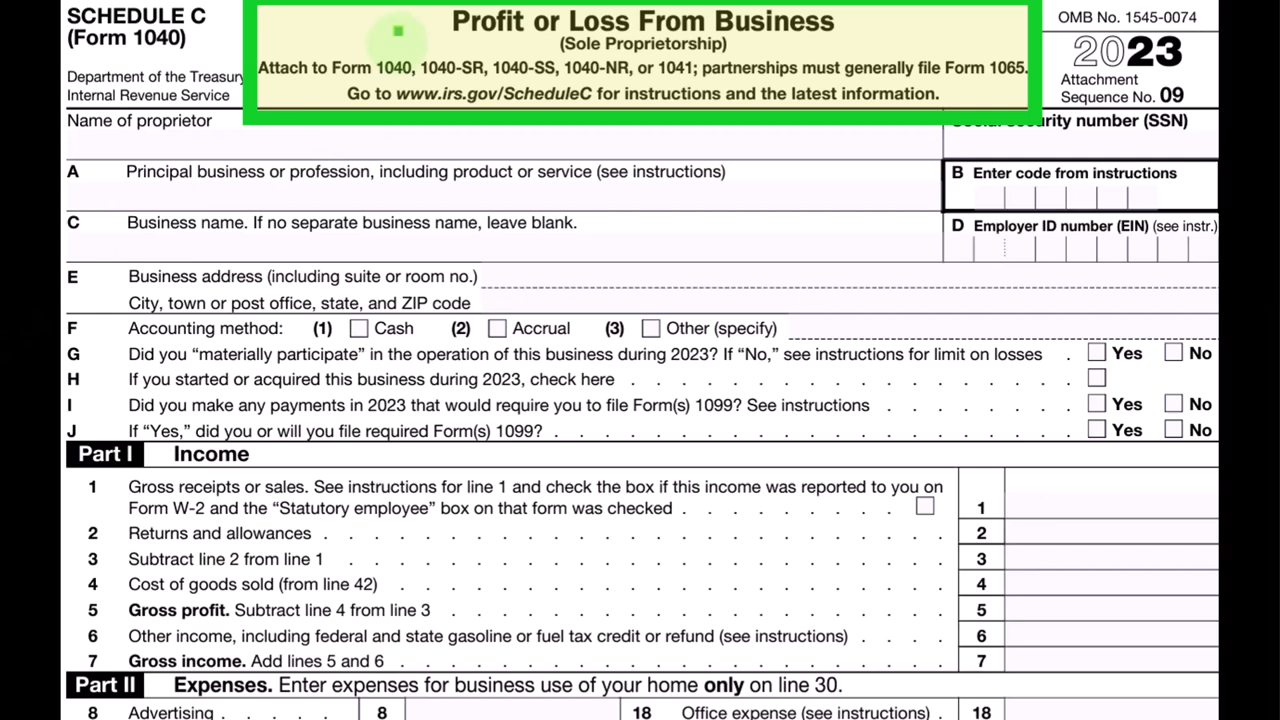 SCHEDULE C
(Form 1040)
Department of the Treasury
Internal Revenue Service
Profit or Loss From Business
(Sole Proprietorship)
Attach to Form 1040, 1040-SR, 1040-SS, 1040-NR, or 1041; partnerships must generally file Form 1065.
Go to www.irs.gov/ScheduleC for instructions and the latest information.
OMB No. 1545-0074
2023
Attachment
Sequence No. 09
Name of proprietor
Social security number (SSN)
A Principal business or profession, including product or service (see instructions)
B Enter code from instructions
C Business name. If no separate business name, leave blank.
D Employer ID number (EIN) (see instr.)
E Business address (including suite or room no.)
City, town or post office, state, and ZIP code
F Accounting method: (1) Cash (2) Accrual (3) Other (specify)
G Did you “materially participate” in the operation of this business during 2023? If “No,” see instructions for limit on losses . Yes No
H If you started or acquired this business during 2023, check here . . . . . . . . . . . . . . . . .
I Did you make any payments in 2023 that would require you to file Form(s) 1099? See instructions . . . . . . . Yes No
J If “Yes,” did you or will you file required Form(s) 1099? . . . . . . . . . . . . . . . . . . . Yes No
Part I Income
1 Gross receipts or sales. See instructions for line 1 and check the box if this income was reported to you on
Form W-2 and the “Statutory employee” box on that form was checked . . . . . . . . . 1
2 Returns and allowances . . . . . . . . . . . . . . . . . . . . . . . . . 2
3 Subtract line 2 from line 1 . . . . . . . . . . . . . . . . . . . . . . . . 3
4 Cost of goods sold (from line 42) . . . . . . . . . . . . . . . . . . . . . . 4
5 Gross profit. Subtract line 4 from line 3 . . . . . . . . . . . . . . . . . . . . 5
6 Other income, including federal and state gasoline or fuel tax credit or refund (see instructions) . . . . 6
7 Gross income. Add lines 5 and 6 . . . . . . . . . . . . . . . . . . . . . . 7
Part II Expenses. Enter expenses for business use of your home only on line 30.
8 Advertising . . . . . 8
18 Office expense (see instructions) . 18